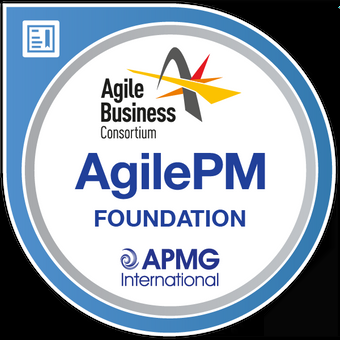 Agile
Business
Consortium
AgilePM
FOUNDATION
APMG
International